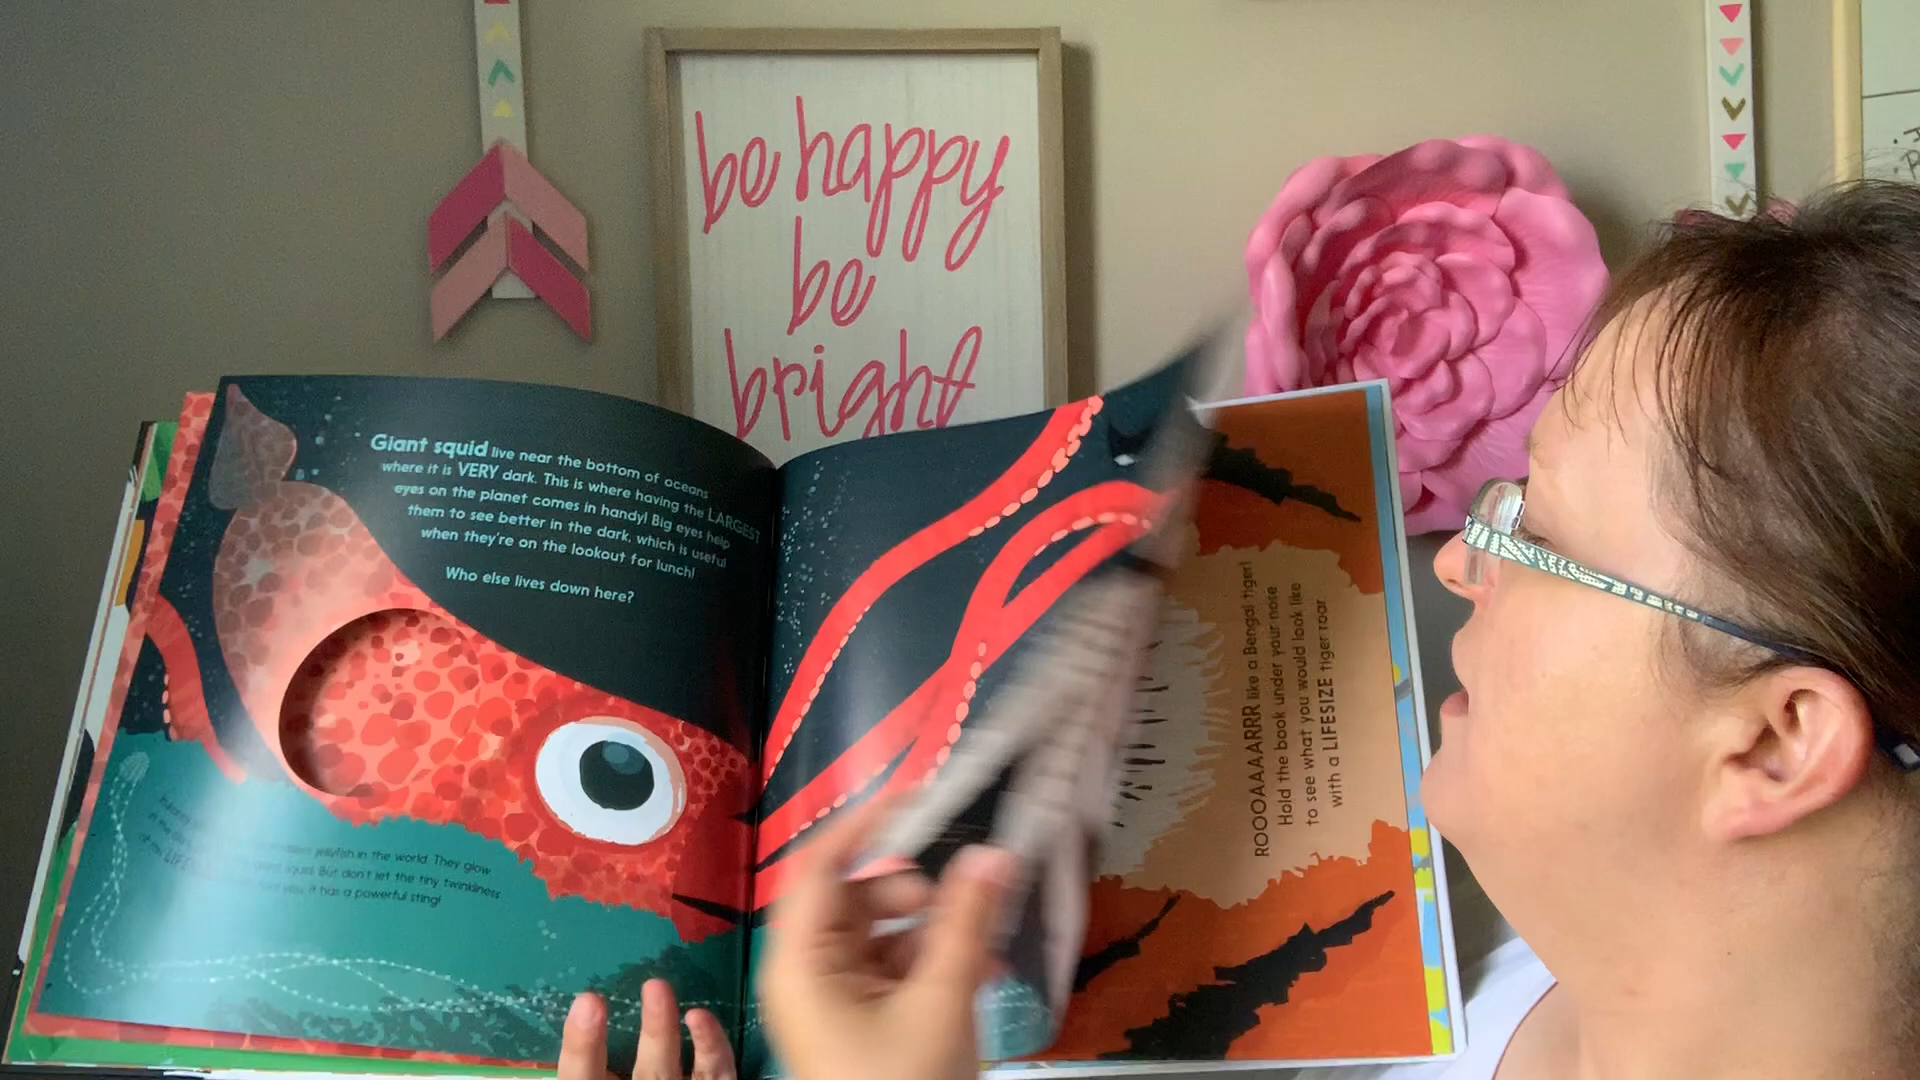 be happy
be
bright
Giant squid live near the bottom of oceans
where it is VERY dark. This is where having the LARGEST
eyes on the planet comes in handy! Big eyes help
them to see better in the dark, which is useful
when they're on the lookout for lunch!
Who else lives down here?
jellyfish in the world. They glow
squid. But don't let the tiny twinkliness
it has a powerful sting!
ROOOAAAARRR like a Bengal tiger!
Hold the book under your nose
to see what you would look like
with a LIFESIZE tiger roar